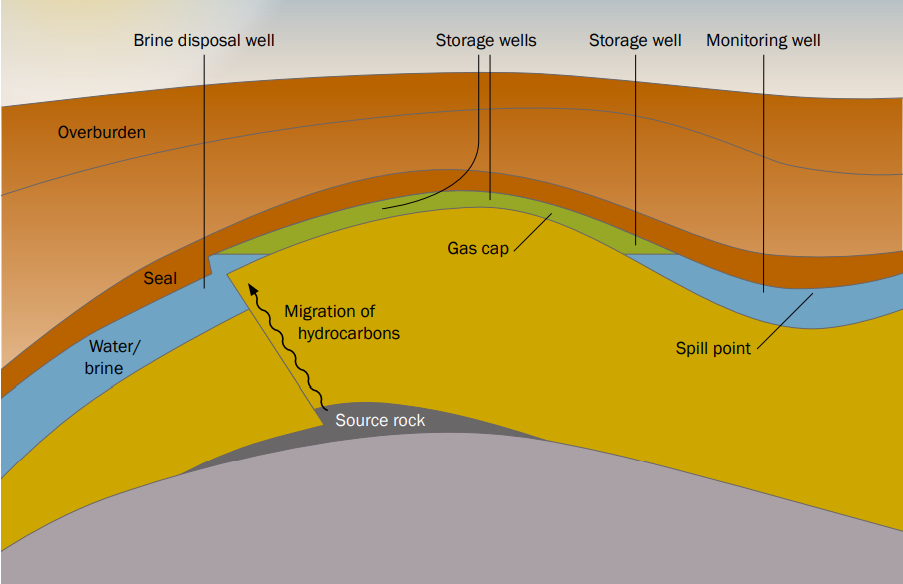 Brine disposal well
Storage wells
Storage well
Monitoring well
Overburden
Gas cap
Seal
Migration of
hydrocarbons
Water/
brine
Spill point
Source rock